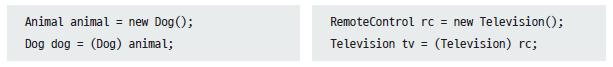 Animal animal = new Dog();
Dog dog = (Dog) animal;
RemoteControl rc = new Television();
Television tv = (Television) rc;